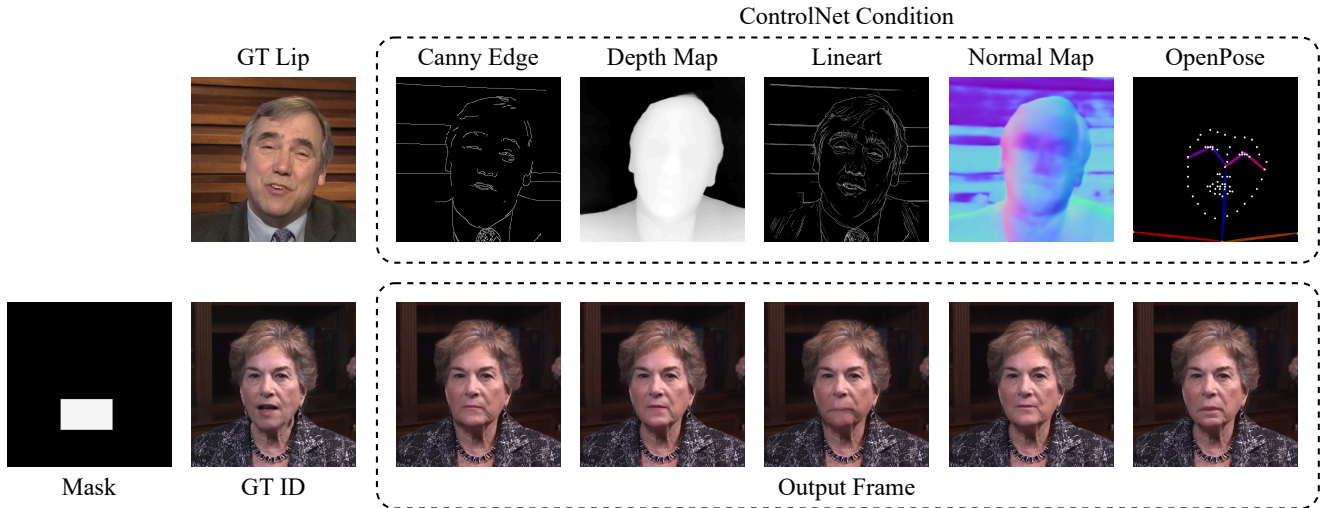 ControlNet Condition
GT Lip
Canny Edge
Depth Map
Lineart
Normal Map
OpenPose
Mask
GT ID
Output Frame